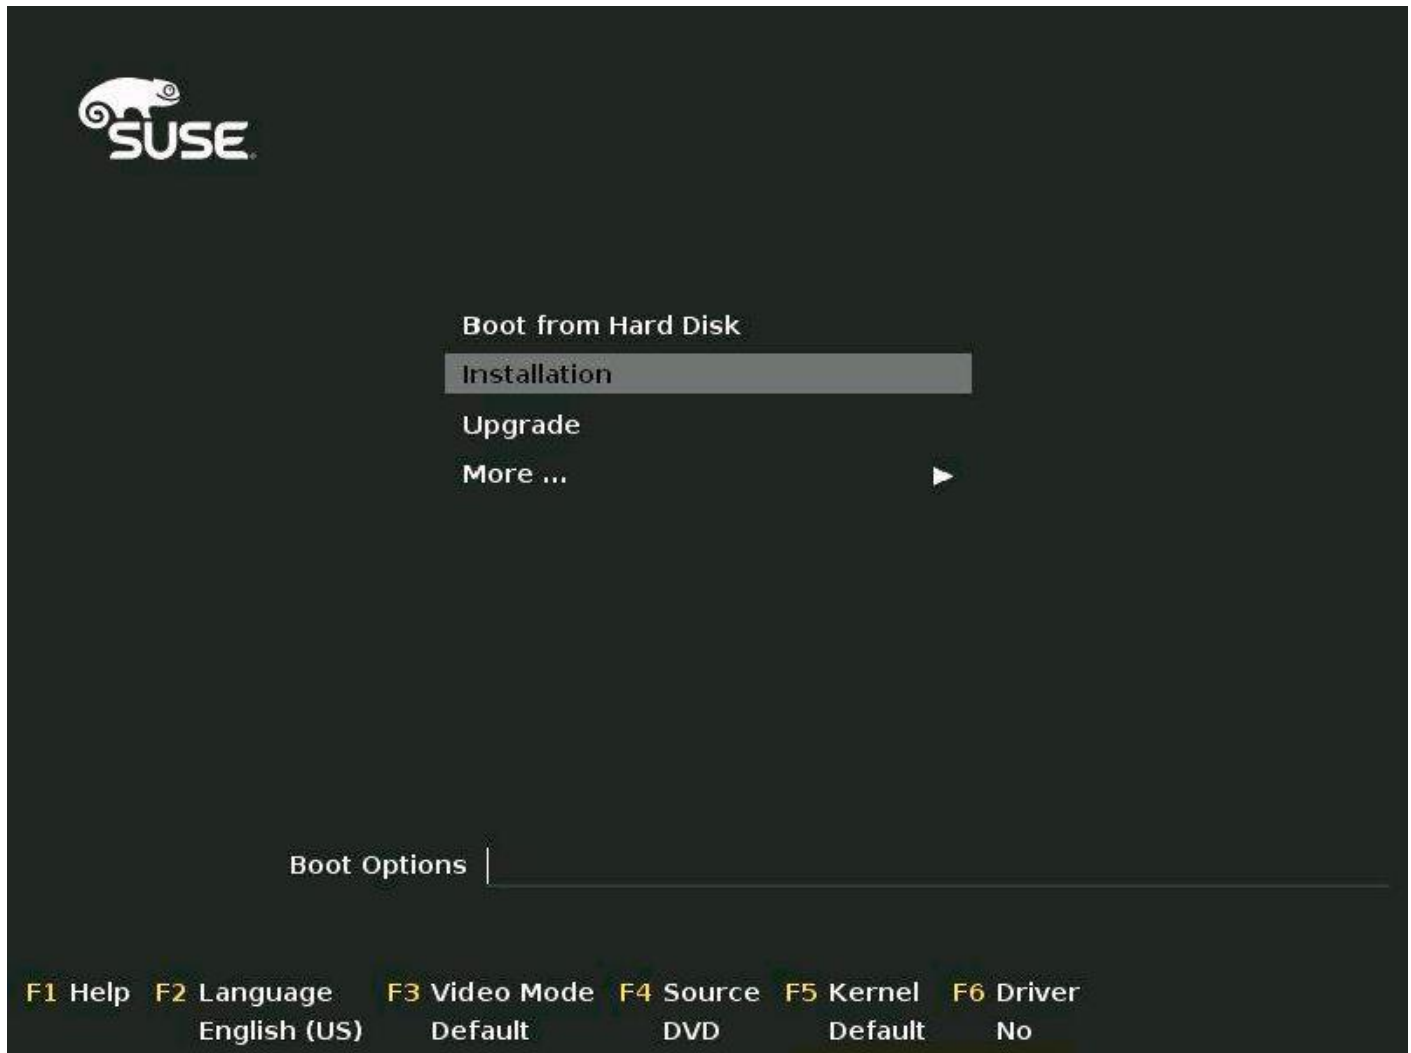 SUSE
Boot from Hard Disk
Installation
Upgrade
More ...
Boot Options
F1 Help F2 Language F3 Video Mode F4 Source F5 Kernel F6 Driver
English (US) Default DVD Default No